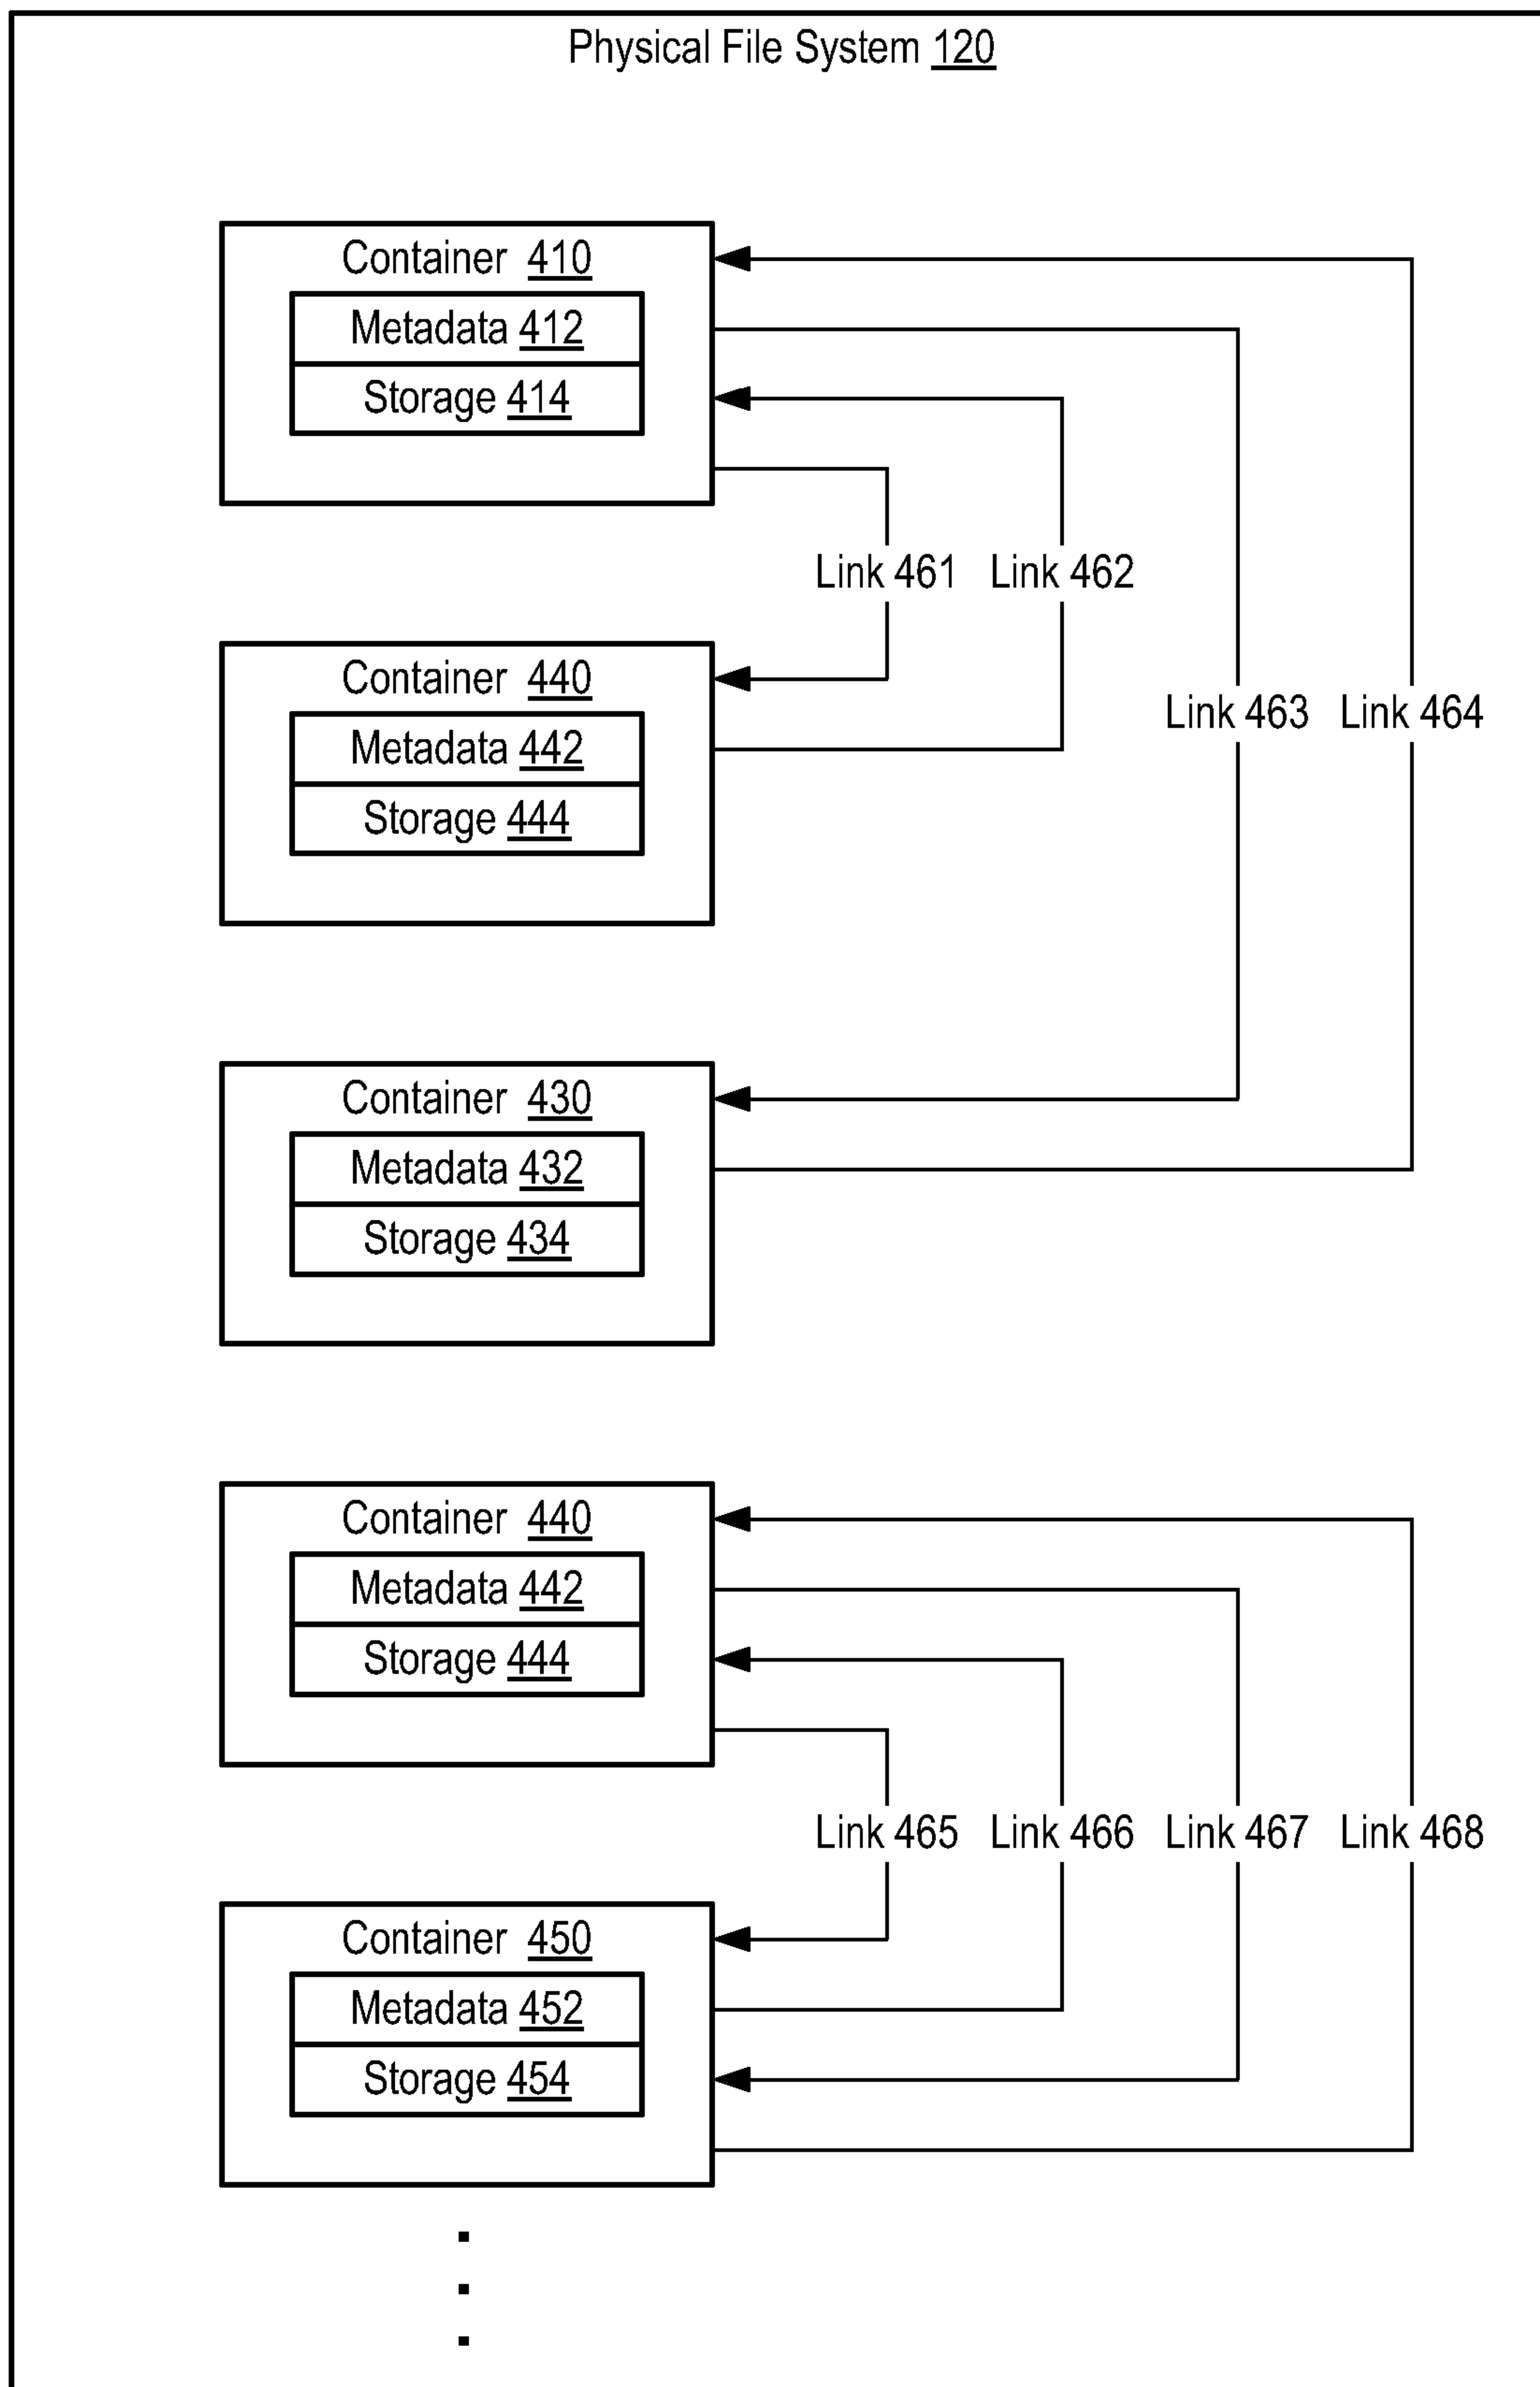 Physical File System 120
Container 410
Metadata 412
Storage 414
Link 461 Link 462
Container 440
Link 463 Link 464
Metadata 442
Storage 444
Container 430
Metadata 432
Storage 434
Container 440
Metadata 442
Storage 444
Link 465 Link 466 Link 467 Link 468
Container 450
Metadata 452
Storage 454